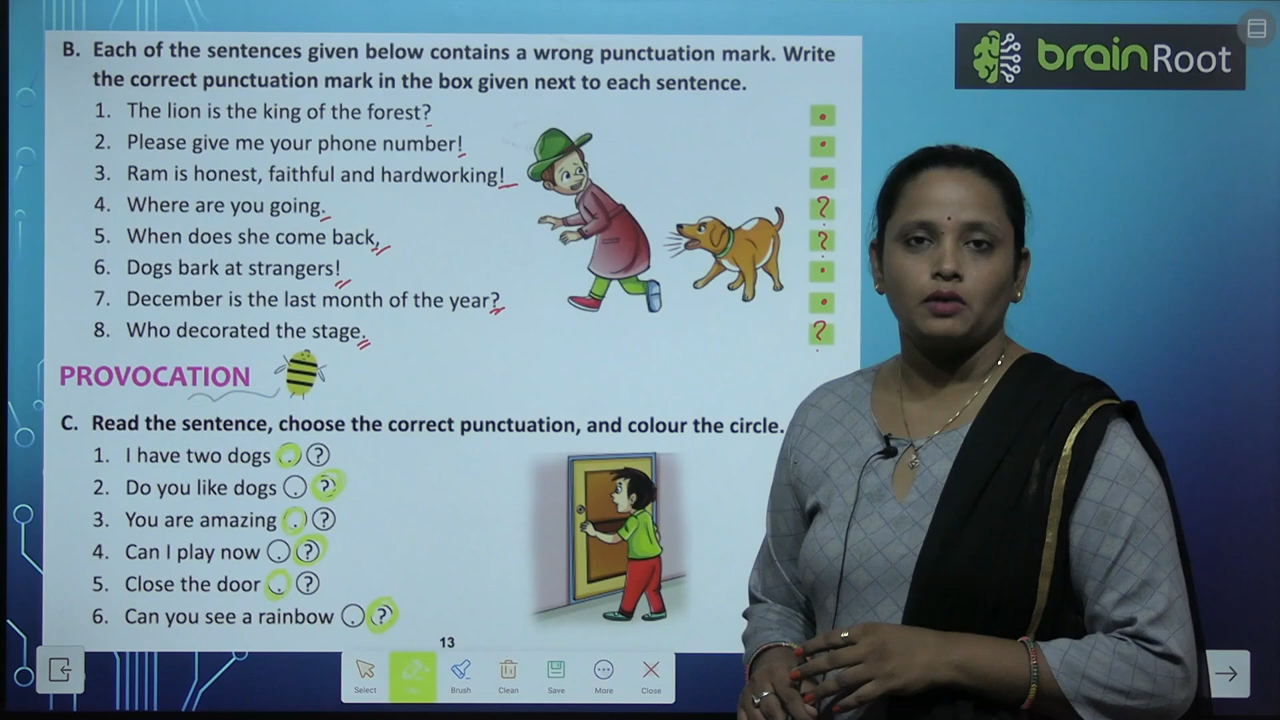 brainRoot
B. Each of the sentences given below contains a wrong punctuation mark. Write
the correct punctuation mark in the box given next to each sentence.
1. The lion is the king of the forest? .
2. Please give me your phone number! .
3. Ram is honest, faithful and hardworking! .
4. Where are you going. ?
5. When does she come back, ?
6. Dogs bark at strangers! .
7. December is the last month of the year? .
8. Who decorated the stage. ?
PROVOCATION
C. Read the sentence, choose the correct punctuation, and colour the circle.
1. I have two dogs . ?
2. Do you like dogs . ?
3. You are amazing . ?
4. Can I play now . ?
5. Close the door . ?
6. Can you see a rainbow . ?
13
Select Brush Clean Save More Close